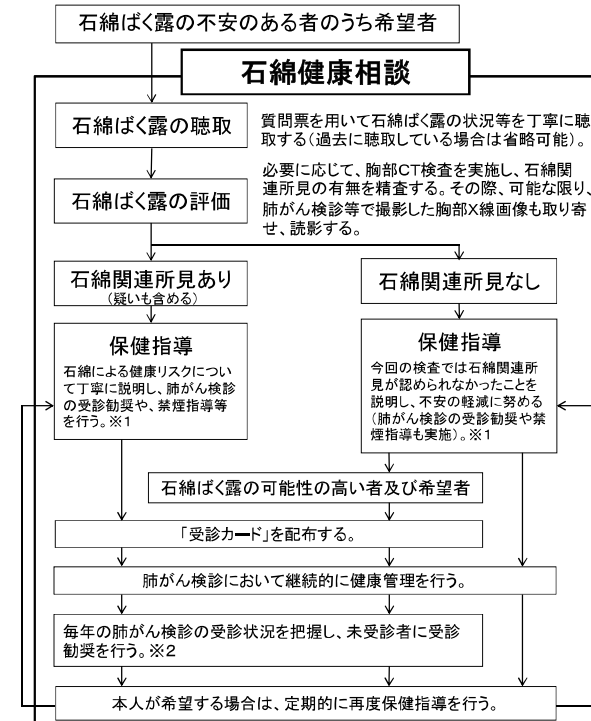 石綿ばく露の不安のある者のうち希望者
石綿健康相談
石綿ばく露の聴取
質問票を用いて石綿ばく露の状況等を丁寧に聴
取する(過去に聴取している場合は省略可能)。
石綿ばく露の評価
必要に応じて、胸部CT検査を実施し、石綿関
連所見の有無を精査する。その際、可能な限り、
肺がん検診等で撮影した胸部X線画像も取り寄
せ、読影する。
石綿関連所見あり
(疑いも含める)
石綿関連所見なし
保健指導
石綿による健康リスクについ
て丁寧に説明し、肺がん検診
の受診勧奨や、禁煙指導等
を行う。※1
保健指導
今回の検査では石綿関連所
見が認められなかったことを
説明し、不安の軽減に努める
(肺がん検診の受診勧奨や禁
煙指導も実施)。※1
石綿ばく露の可能性の高い者及び希望者
「受診カード」を配布する。
肺がん検診において継続的に健康管理を行う。
毎年の肺がん検診の受診状況を把握し、未受診者に受診
勧奨を行う。※2
本人が希望する場合は、定期的に再度保健指導を行う。